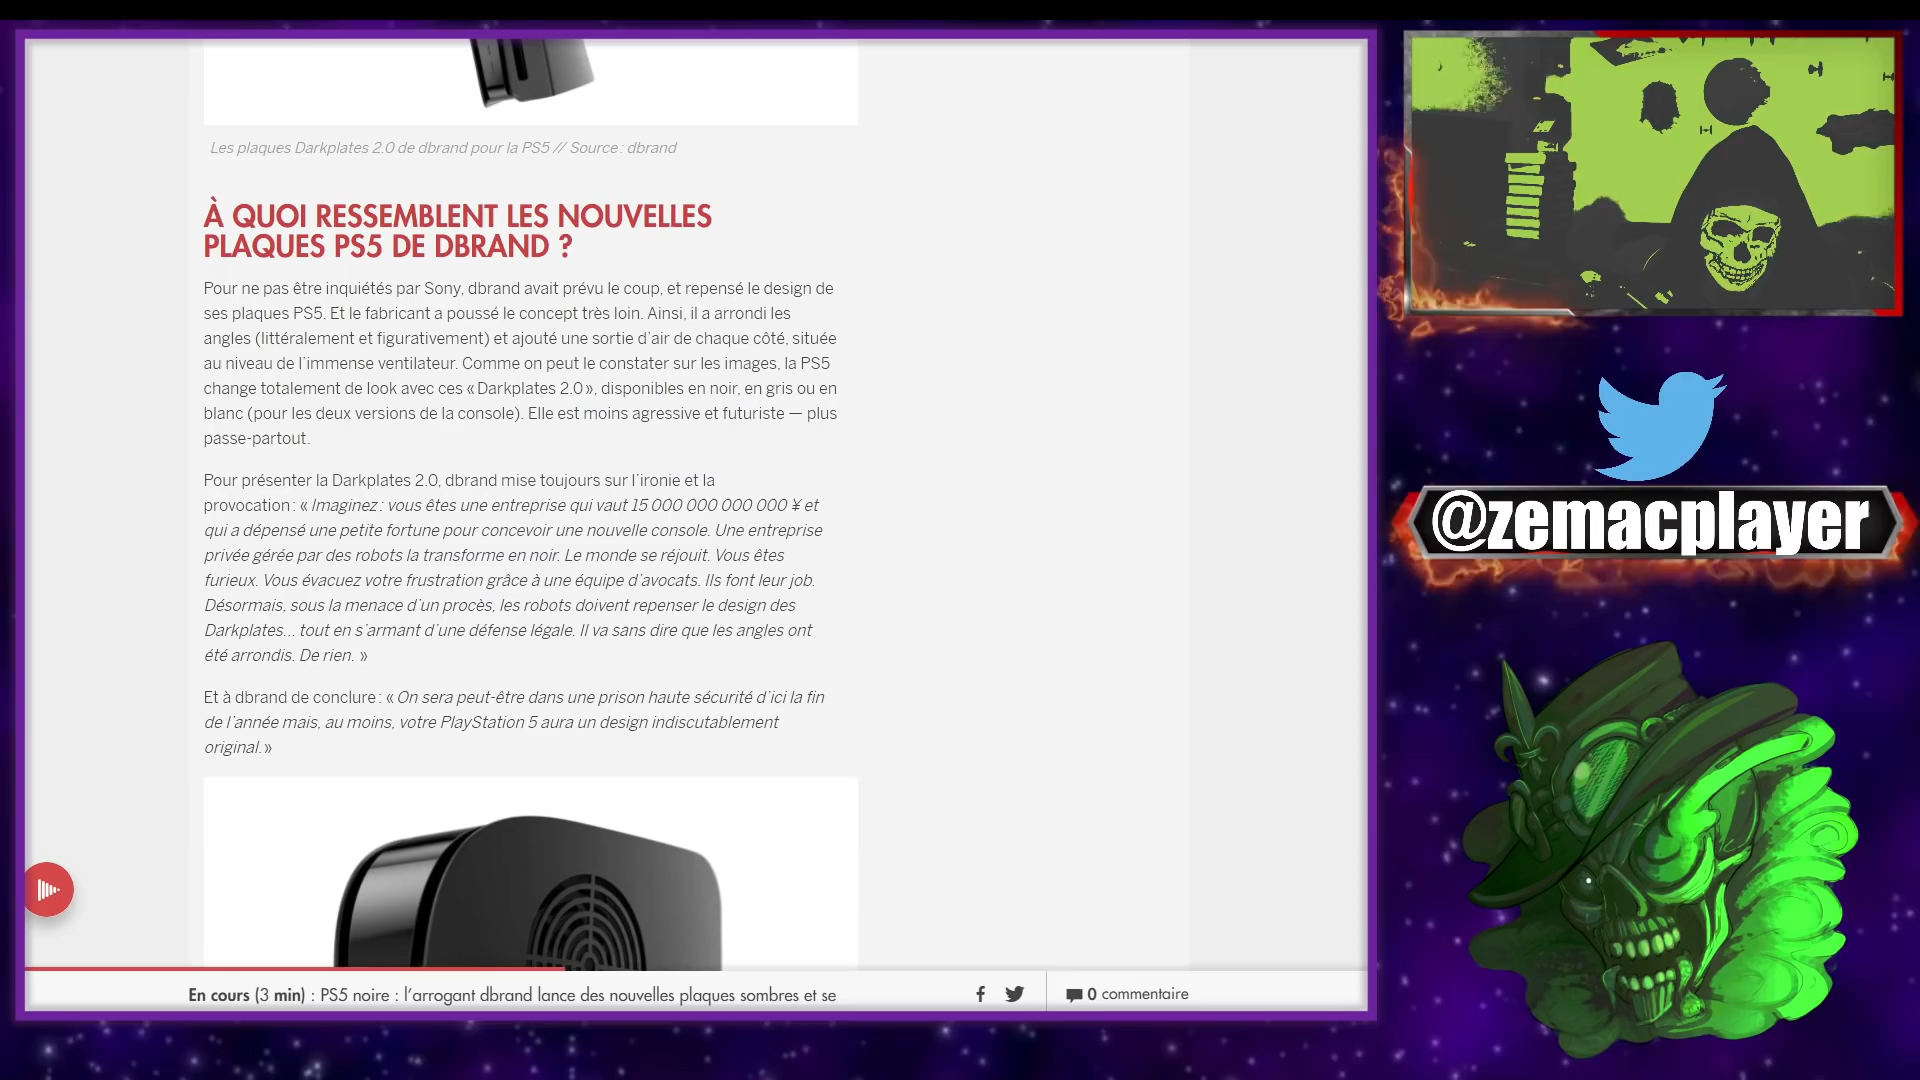 Les plaques Darkplates 2.0 de dbrand pour la PS5 // Source : dbrand
À QUOI RESSEMBLENT LES NOUVELLES
PLAQUES PS5 DE DBRAND ?
Pour ne pas être inquiétés par Sony, dbrand avait prévu le coup, et repensé le design de
ses plaques PS5. Et le fabricant a poussé le concept très loin. Ainsi, il a arrondi les
angles (littéralement et figurativement) et ajouté une sortie d’air de chaque côté, située
au niveau de l’immense ventilateur. Comme on peut le constater sur les images, la PS5
change totalement de look avec ces « Darkplates 2.0 », disponibles en noir, en gris ou en
blanc (pour les deux versions de la console). Elle est moins agressive et futuriste — plus
passe-partout.
Pour présenter la Darkplates 2.0, dbrand mise toujours sur l’ironie et la
provocation : « Imaginez : vous êtes une entreprise qui vaut 15 000 000 000 000 ¥ et
qui a dépensé une petite fortune pour concevoir une nouvelle console. Une entreprise
privée gérée par des robots la transforme en noir. Le monde se réjouit. Vous êtes
furieux. Vous évacuez votre frustration grâce à une équipe d’avocats. Ils font leur job.
Désormais, sous la menace d’un procès, les robots doivent repenser le design des
Darkplates… tout en s’armant d’une défense légale. Il va sans dire que les angles ont
été arrondis. De rien. »
Et à dbrand de conclure : « On sera peut-être dans une prison haute sécurité d’ici la fin
de l’année mais, au moins, votre PlayStation 5 aura un design indiscutablement
original. »
En cours (3 min) : PS5 noire : l’arrogant dbrand lance des nouvelles plaques sombres et se
0 commentaire
@zemacplayer